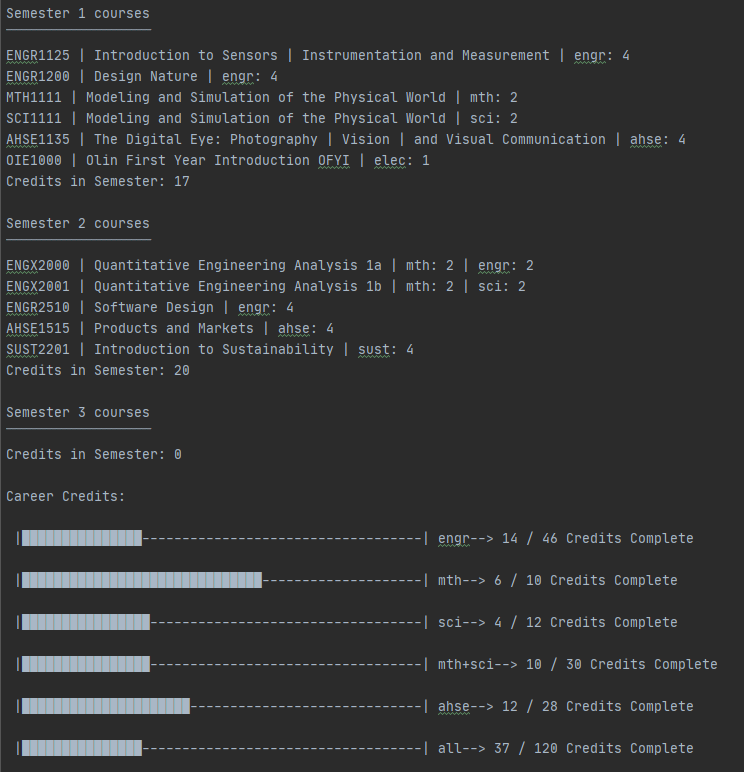 Semester 1 courses
ENGR1125 | Introduction to Sensors | Instrumentation and Measurement | engr: 4
ENGR1200 | Design Nature | engr: 4
MTH1111 | Modeling and Simulation of the Physical World | mth: 2
SCI1111 | Modeling and Simulation of the Physical World | sci: 2
AHSE1135 | The Digital Eye: Photography | Vision | and Visual Communication | ahse: 4
OIE1000 | Olin First Year Introduction OFYI | elec: 1
Credits in Semester: 17
Semester 2 courses
ENGX2000 | Quantitative Engineering Analysis 1a | mth: 2 | engr: 2
ENGX2001 | Quantitative Engineering Analysis 1b | mth: 2 | sci: 2
ENGR2510 | Software Design | engr: 4
AHSE1515 | Products and Markets | ahse: 4
SUST2201 | Introduction to Sustainability | sust: 4
Credits in Semester: 20
Semester 3 courses
Credits in Semester: 0
Career Credits:
engr--> 14 / 46 Credits Complete
mth--> 6 / 10 Credits Complete
sci--> 4 / 12 Credits Complete
mth+sci--> 10 / 30 Credits Complete
ahse--> 12 / 28 Credits Complete
all--> 37 / 120 Credits Complete